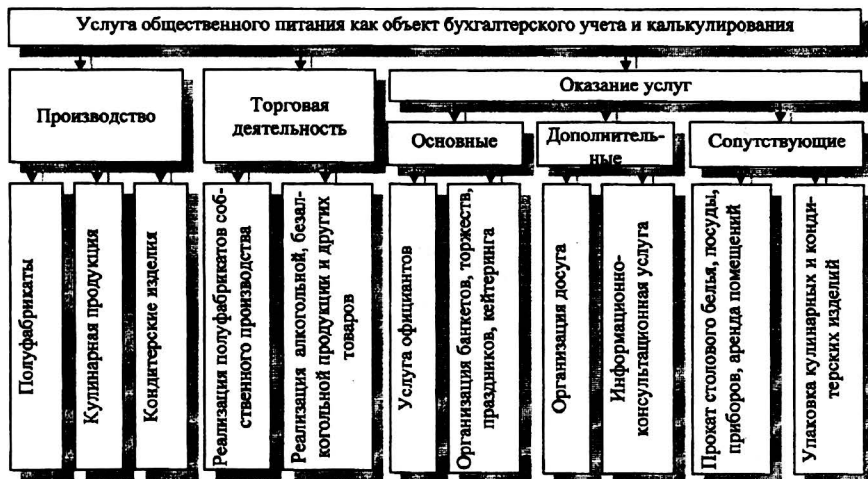 Услуга общественного питания как объект бухгалтерского учета и калькулирования
Производство
Торговая
деятельность
Оказание услуг
Основные
Дополнитель-
ные
Сопутствующие
Полуфабрикаты
Кулинарная продукция
Кондитерские изделия
Реализация полуфабрикатов соб-
ственного производства
Реализация алкогольной, безал-
когольной продукции и других
товаров
Услуга официантов
Организация банкетов, торжеств,
праздников, кейтеринга
Организация досуга
Информационно-
консультационная услуга
Прокат столового белья, посуды,
приборов, аренда помещений
Упаковка кулинарных и конди-
терских изделий